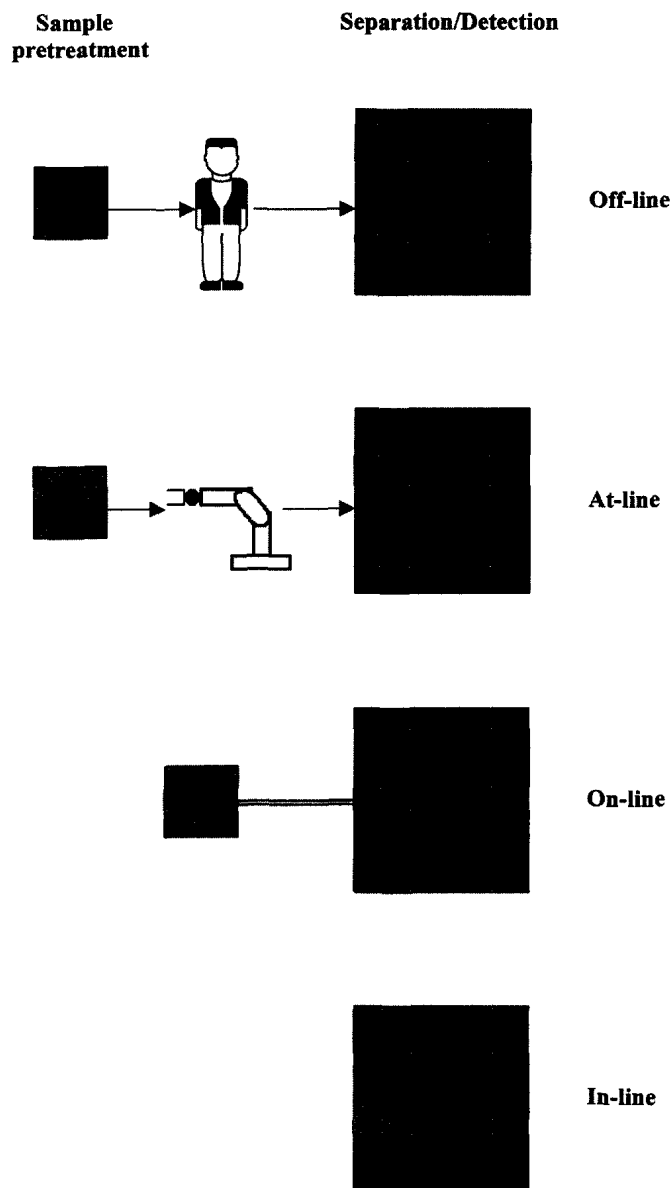 Sample
pretreatment
Separation/Detection
Off-line
At-line
On-line
In-line